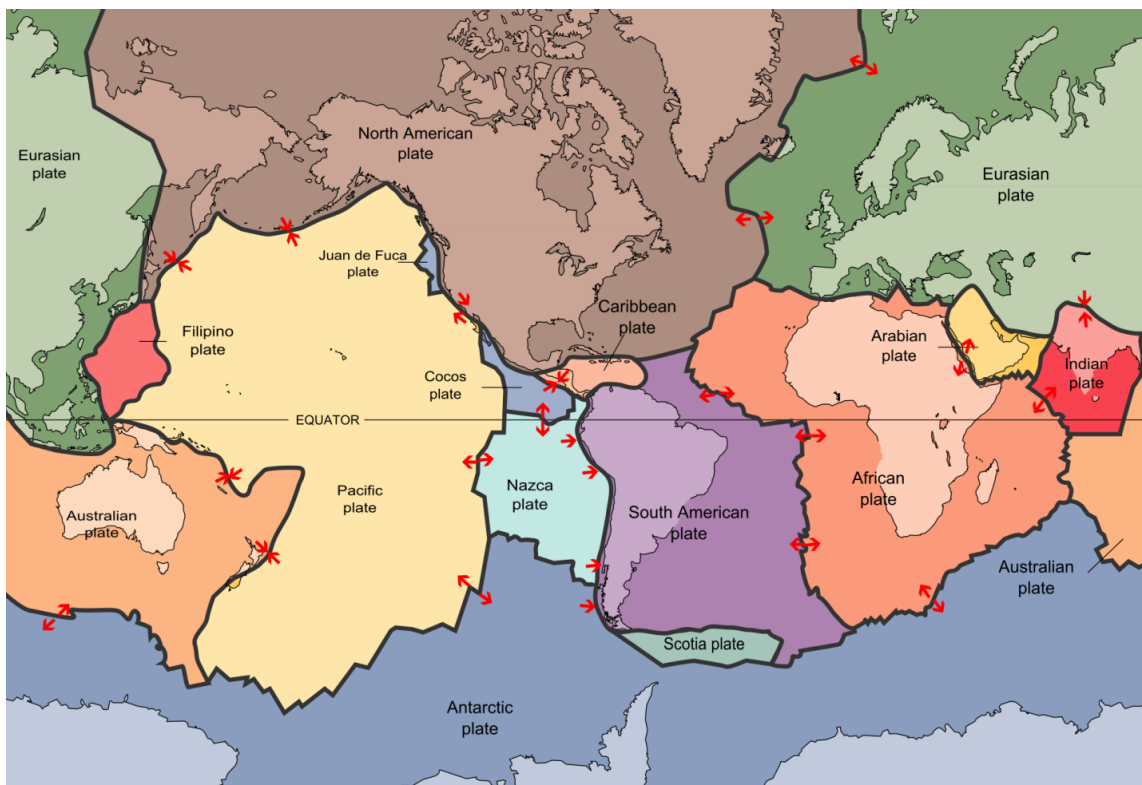 North American
plate
Eurasian
plate
Eurasian
plate
Juan de Fuca
plate
Caribbean
plate
Filipino
plate
Arabian
plate
Indian
plate
Cocos
plate
EQUATOR
Nazca
plate
Pacific
plate
African
plate
South American
plate
Australian
plate
Australian
plate
Scotia plate
Antarctic
plate